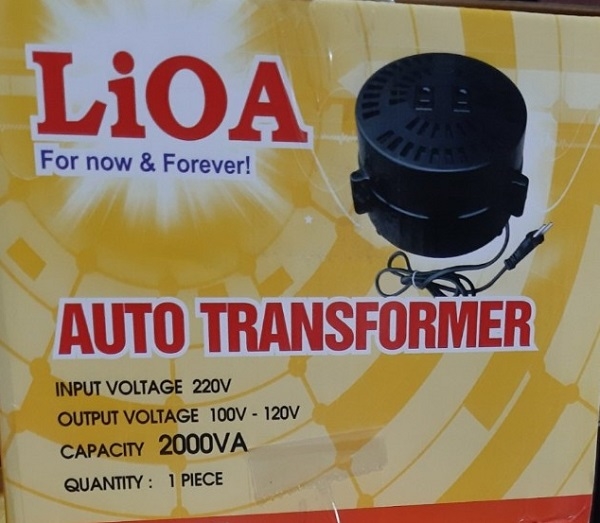 LiOA
For now & Forever!
AUTO TRANSFORMER
INPUT VOLTAGE 220V
OUTPUT VOLTAGE 100V - 120V
CAPACITY 2000VA
QUANTITY : 1 PIECE